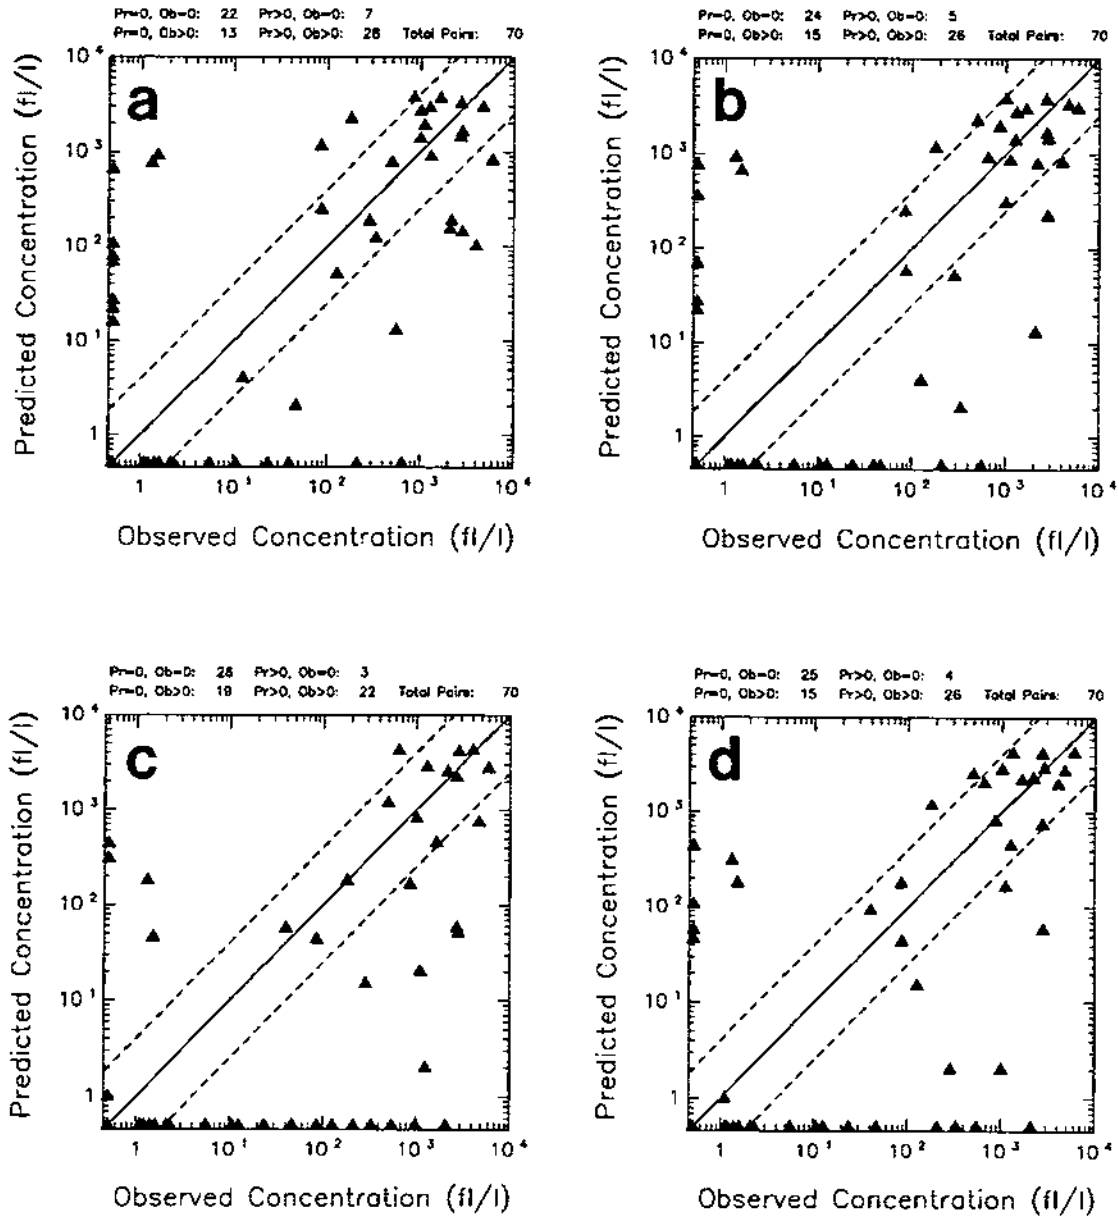 Pr=0, Ob=0: 22 Pr>0, Ob=0: 7
Pr=0, Ob>0: 13 Pr>0, Ob>0: 28 Total Pairs: 70
a
Predicted Concentration (fl/l)
10⁴
10³
10²
10¹
1
1 10¹ 10² 10³ 10⁴
Observed Concentration (fl/l)
Pr=0, Ob=0: 24 Pr>0, Ob=0: 5
Pr=0, Ob>0: 15 Pr>0, Ob>0: 26 Total Pairs: 70
b
Predicted Concentration (fl/l)
10⁴
10³
10²
10¹
1
1 10¹ 10² 10³ 10⁴
Observed Concentration (fl/l)
Pr=0, Ob=0: 26 Pr>0, Ob=0: 3
Pr=0, Ob>0: 19 Pr>0, Ob>0: 22 Total Pairs: 70
c
Predicted Concentration (fl/l)
10⁴
10³
10²
10¹
1
1 10¹ 10² 10³ 10⁴
Observed Concentration (fl/l)
Pr=0, Ob=0: 25 Pr>0, Ob=0: 4
Pr=0, Ob>0: 15 Pr>0, Ob>0: 26 Total Pairs: 70
d
Predicted Concentration (fl/l)
10⁴
10³
10²
10¹
1
1 10¹ 10² 10³ 10⁴
Observed Concentration (fl/l)